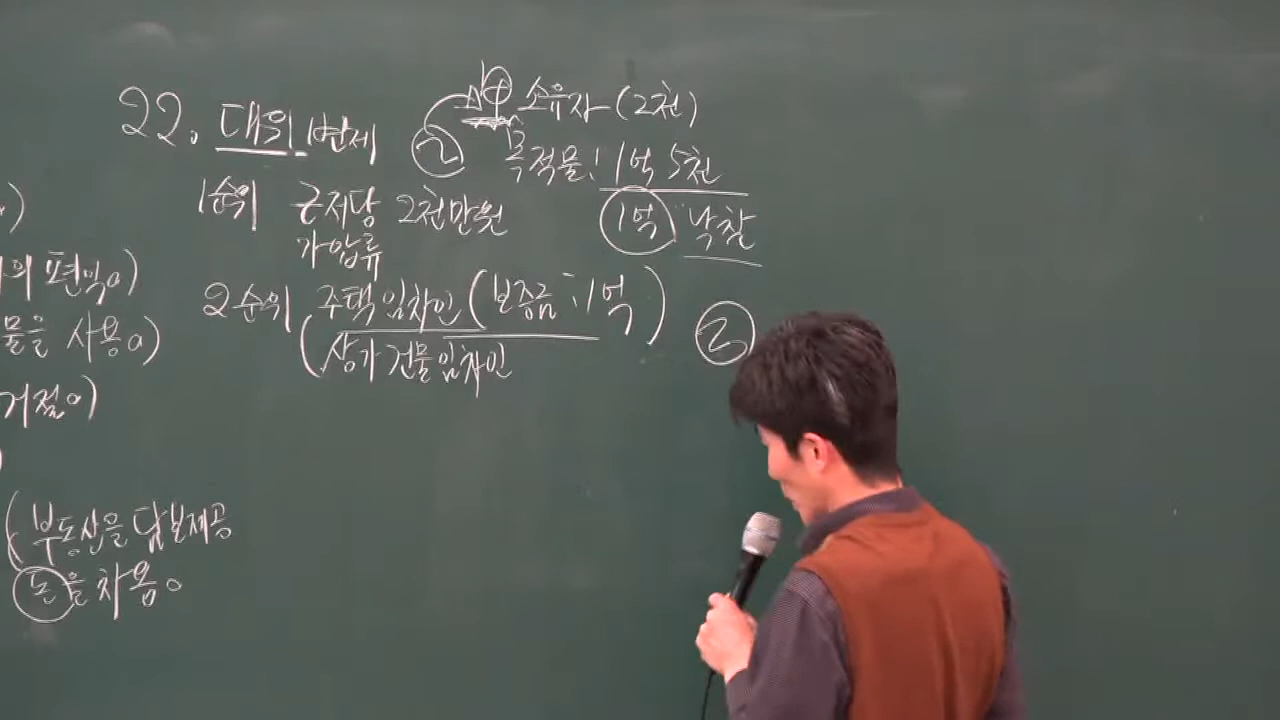 22. 대위변제
소유자 (2천)
②
목적물! 1억 5천
1억 낙찰
1순위 근저당 2천만원
가압류
2순위 주택임차인 (보증금 : 1억)
(상가건물임차인
②
편익
물을 사용
거절
(부동산을 담보제공
돈을 차용